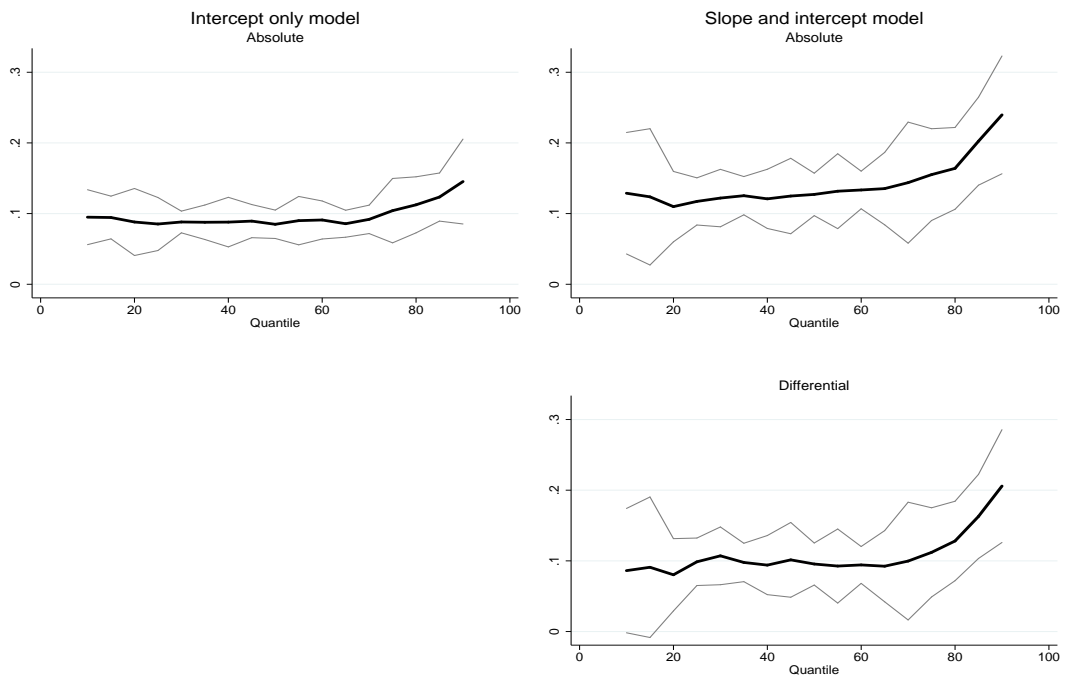 Intercept only model
Absolute
.3
.2
.1
0
0 20 40 60 80 100
Quantile
Slope and intercept model
Absolute
.3
.2
.1
0
0 20 40 60 80 100
Quantile
Differential
.3
.2
.1
0
0 20 40 60 80 100
Quantile